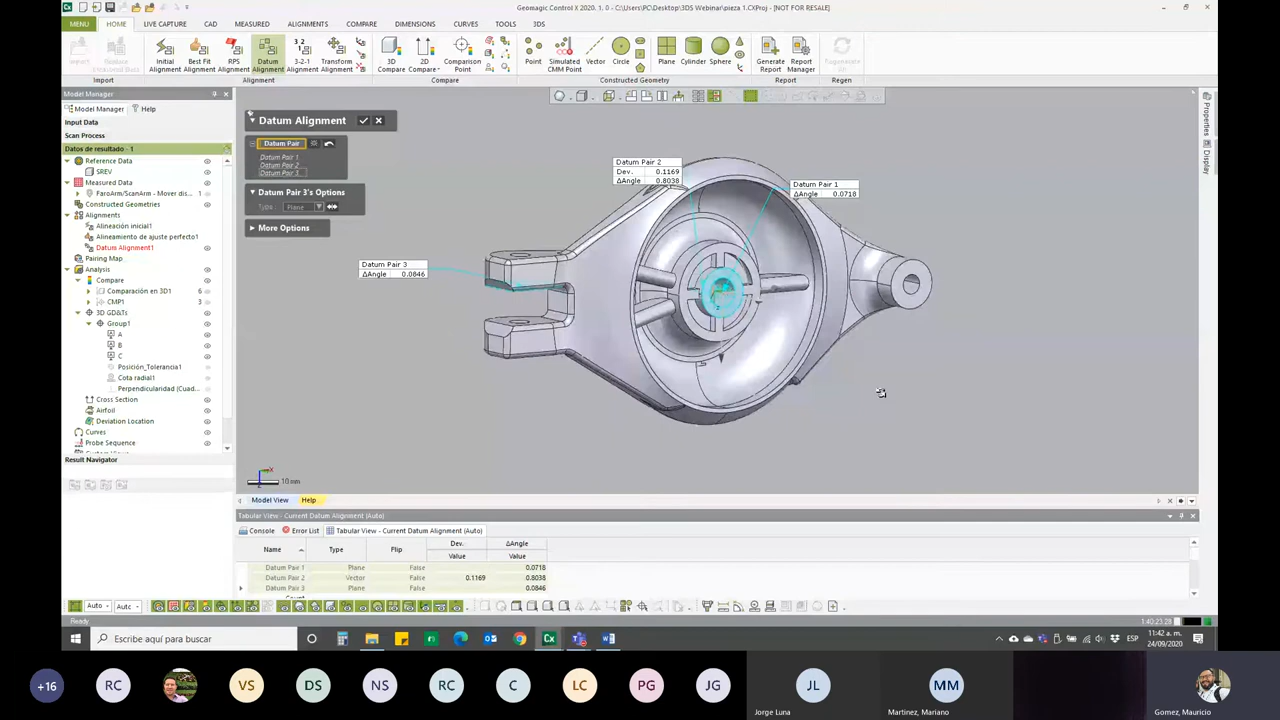 Geomagic Control X 2020. 1. 0 - C:\Users\PC\Desktop\3DS Webinar\pieza 1.CXProj - [NOT FOR RESALE]
MENU HOME LIVE CAPTURE CAD MEASURED ALIGNMENTS COMPARE DIMENSIONS CURVES TOOLS 3DS
Import
Initial Alignment
Best Fit Alignment
RPS Alignment
Datum Alignment
3-2-1 Alignment
Transform Alignment
3D Compare
2D Compare
Comparison Point
Point
Simulated CMM Point
Vector
Circle
Plane
Cylinder
Sphere
Generate Report
Report Manager
Import Alignment Compare Constructed Geometry Report Regen
Model Manager
Model Manager Help
Input Data
Scan Process
Datos de resultado - 1
Reference Data
SREV
Measured Data
FaroArm/ScanArm - Mover dis...
Constructed Geometries
Alignments
Alineación inicial1
Alineamiento de ajuste perfecto1
Datum Alignment1
Pairing Map
Analysis
Compare
Comparación en 3D1 6
CMP1 3
3D GD&Ts
Group1
A
B
C
Posición_Tolerancia1
Cota radial1
Perpendicularidad (Cuad...
Cross Section
Airfoil
Deviation Location
Curves
Probe Sequence
Result Navigator
Datum Alignment
Datum Pair
Datum Pair 1
Datum Pair 2
Datum Pair 3
Datum Pair 3's Options
Type : Plane
More Options
Datum Pair 2
Dev. 0.1169
ΔAngle 0.8038
Datum Pair 1
ΔAngle 0.0718
Datum Pair 3
ΔAngle 0.0846
10 mm
Properties
Display
Model View Help
Tabular View - Current Datum Alignment (Auto)
Console Error List Tabular View - Current Datum Alignment (Auto)
Name Type Flip Dev. ΔAngle
Value Value
Datum Pair 1 Plane False 0.0718
Datum Pair 2 Vector False 0.1169 0.8038
Datum Pair 3 Plane False 0.0846
Auto Autc
Ready
1:40:23:28
Escribe aquí para buscar
Cx
ESP
11:42 a. m.
24/09/2020
+16 RC VS DS NS RC C LC PG JG JL MM
Jorge Luna
Martinez, Mariano
Gomez, Mauricio